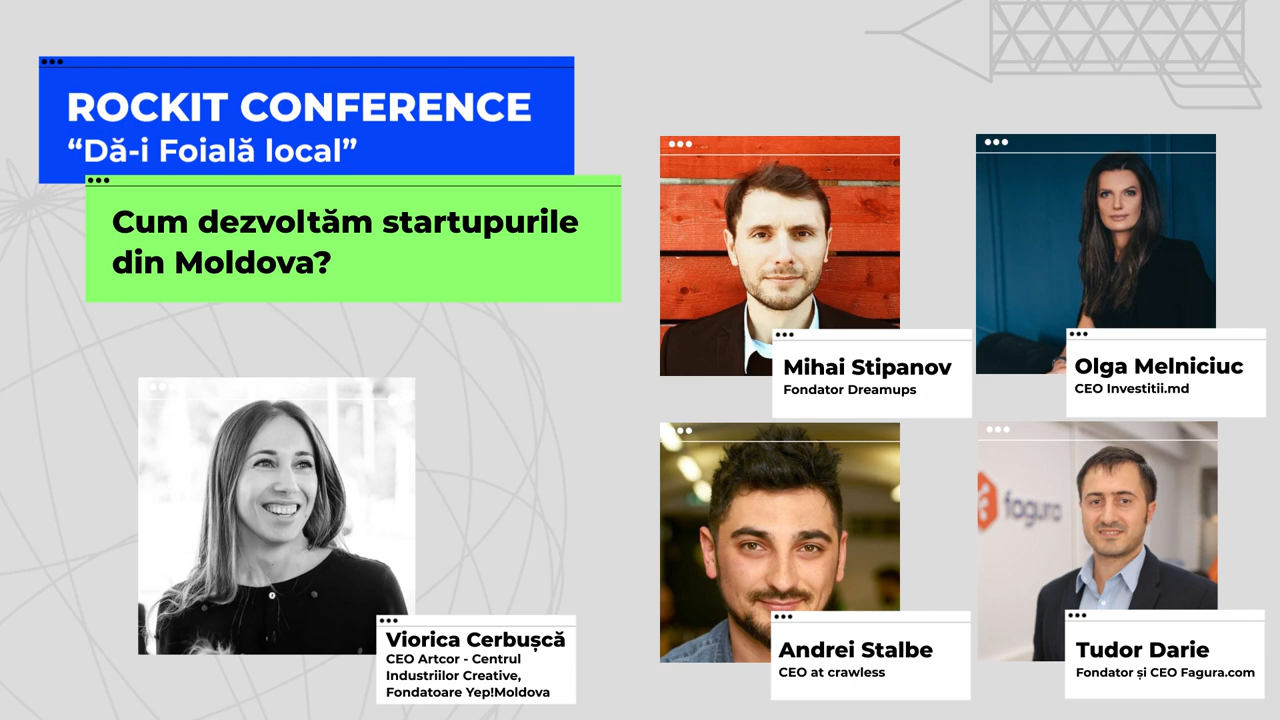 ROCKIT CONFERENCE
“Dă-i Foială local”
Cum dezvoltăm startupurile
din Moldova?
Mihai Stipanov
Fondator Dreamups
Olga Melniciuc
CEO Investitii.md
fagura
Viorica Cerbușcă
CEO Artcor - Centrul
Industriilor Creative,
Fondatoare Yep!Moldova
Andrei Stalbe
CEO at crawless
Tudor Darie
Fondator și CEO Fagura.com